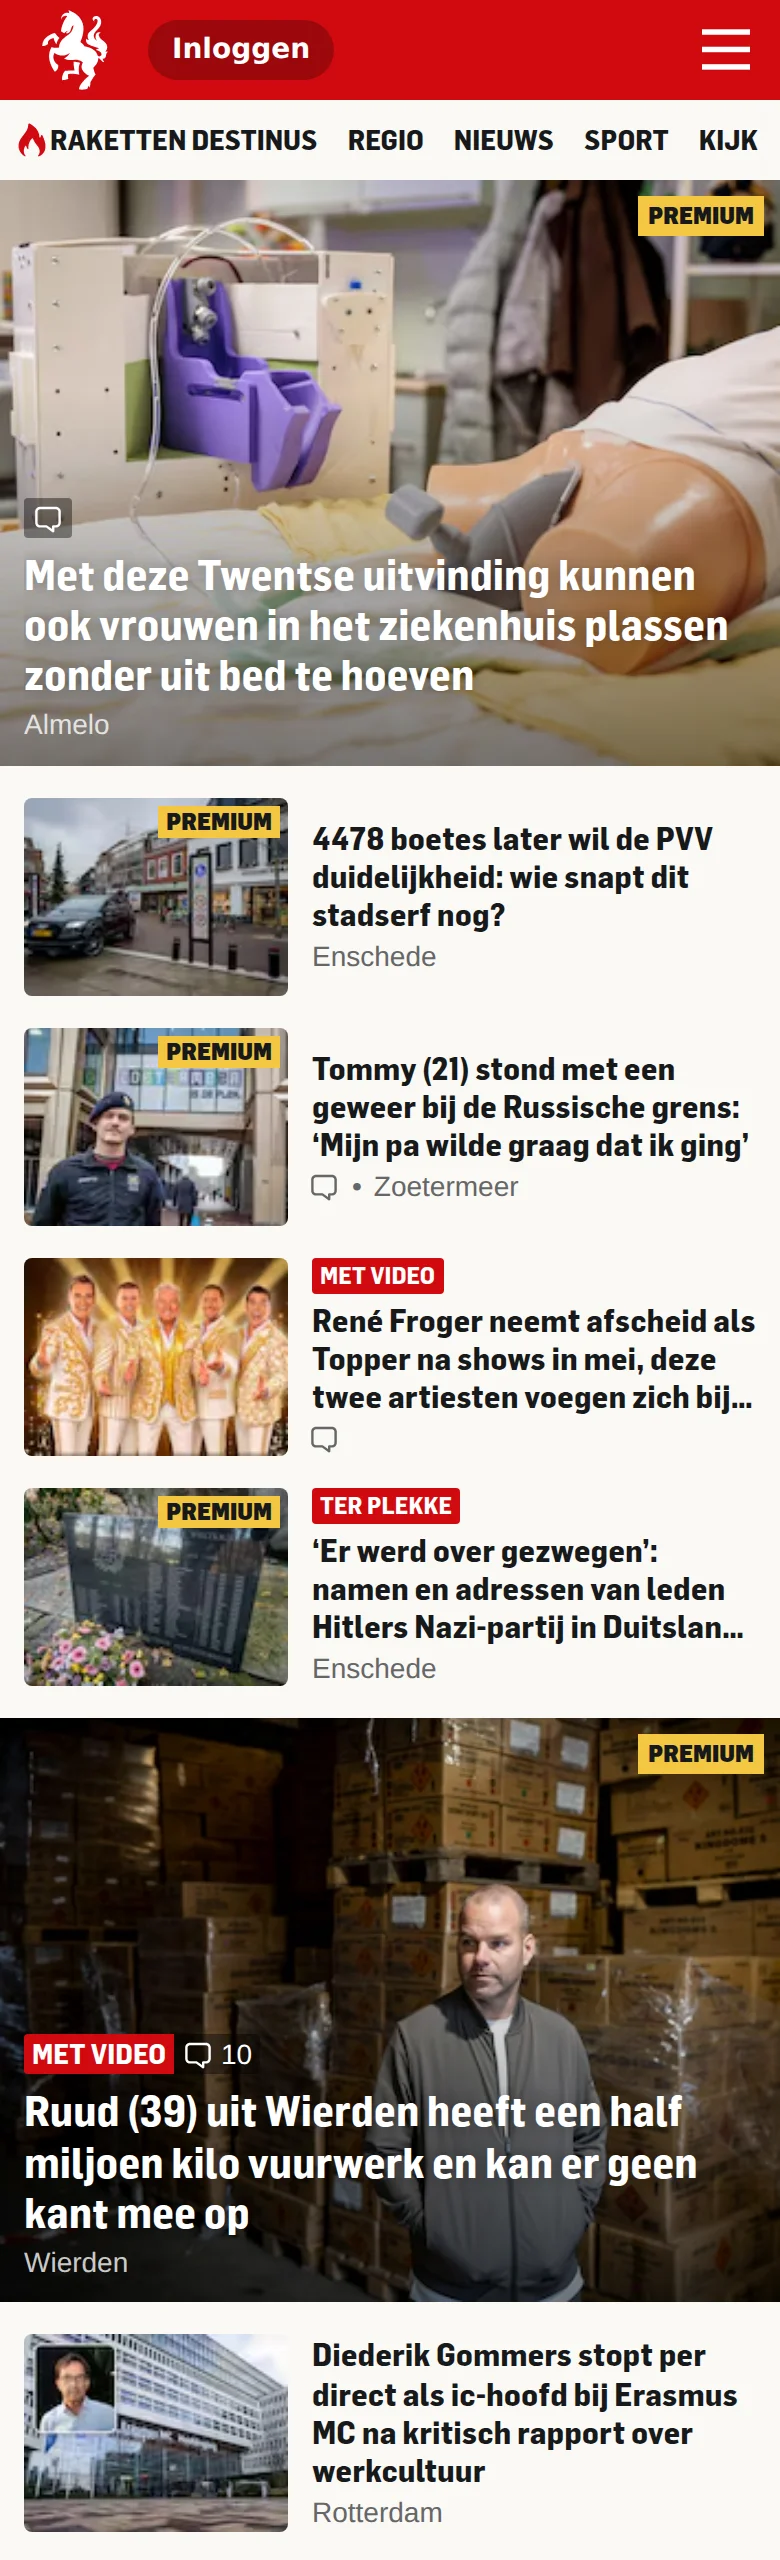 Inloggen
RAKETTEN DESTINUS REGIO NIEUWS SPORT KIJK
PREMIUM
Met deze Twentse uitvinding kunnen
ook vrouwen in het ziekenhuis plassen
zonder uit bed te hoeven
Almelo
PREMIUM
4478 boetes later wil de PVV
duidelijkheid: wie snapt dit
stadserf nog?
Enschede
PREMIUM
Tommy (21) stond met een
geweer bij de Russische grens:
‘Mijn pa wilde graag dat ik ging’
• Zoetermeer
MET VIDEO
René Froger neemt afscheid als
Topper na shows in mei, deze
twee artiesten voegen zich bij...
PREMIUM
TER PLEKKE
‘Er werd over gezwegen’:
namen en adressen van leden
Hitlers Nazi-partij in Duitslan...
Enschede
PREMIUM
MET VIDEO 10
Ruud (39) uit Wierden heeft een half
miljoen kilo vuurwerk en kan er geen
kant mee op
Wierden
Diederik Gommers stopt per
direct als ic-hoofd bij Erasmus
MC na kritisch rapport over
werkcultuur
Rotterdam